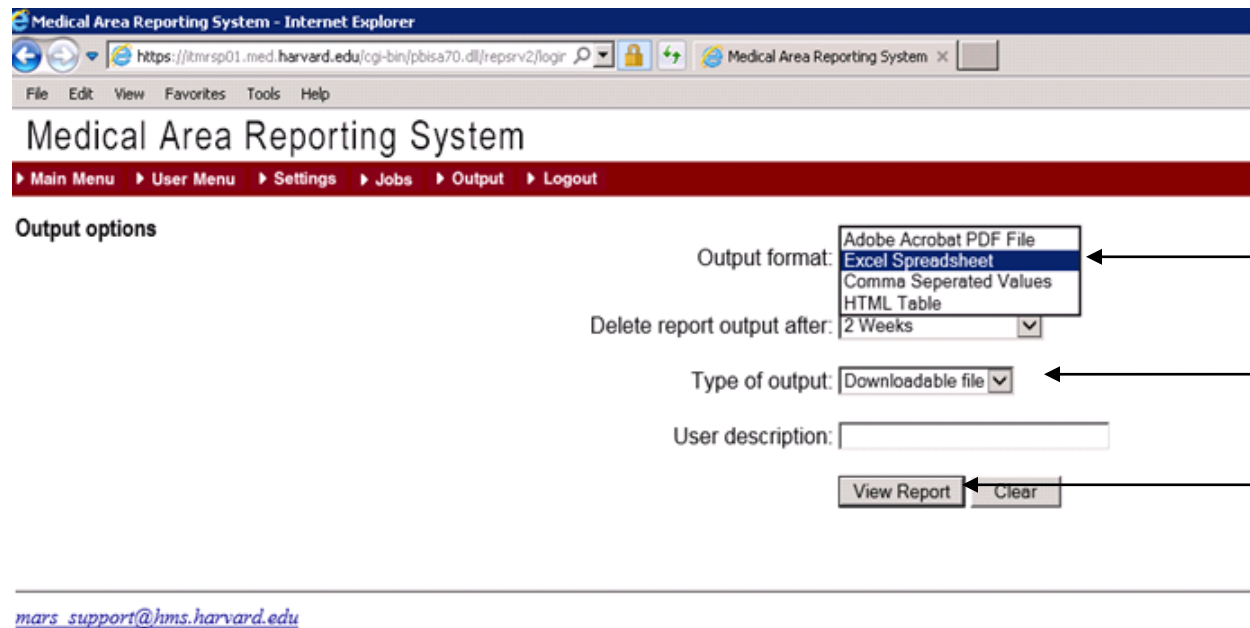 Medical Area Reporting System - Internet Explorer
https://itmrsp01.med.harvard.edu/cgi-bin/pbisa70.dll/repsrv2/logir
Medical Area Reporting System
File Edit View Favorites Tools Help
Medical Area Reporting System
Main Menu User Menu Settings Jobs Output Logout
Output options
Output format:
Adobe Acrobat PDF File
Excel Spreadsheet
Comma Seperated Values
HTML Table
Delete report output after: 2 Weeks
Type of output: Downloadable file
User description:
View Report Clear
mars_support@hms.harvard.edu